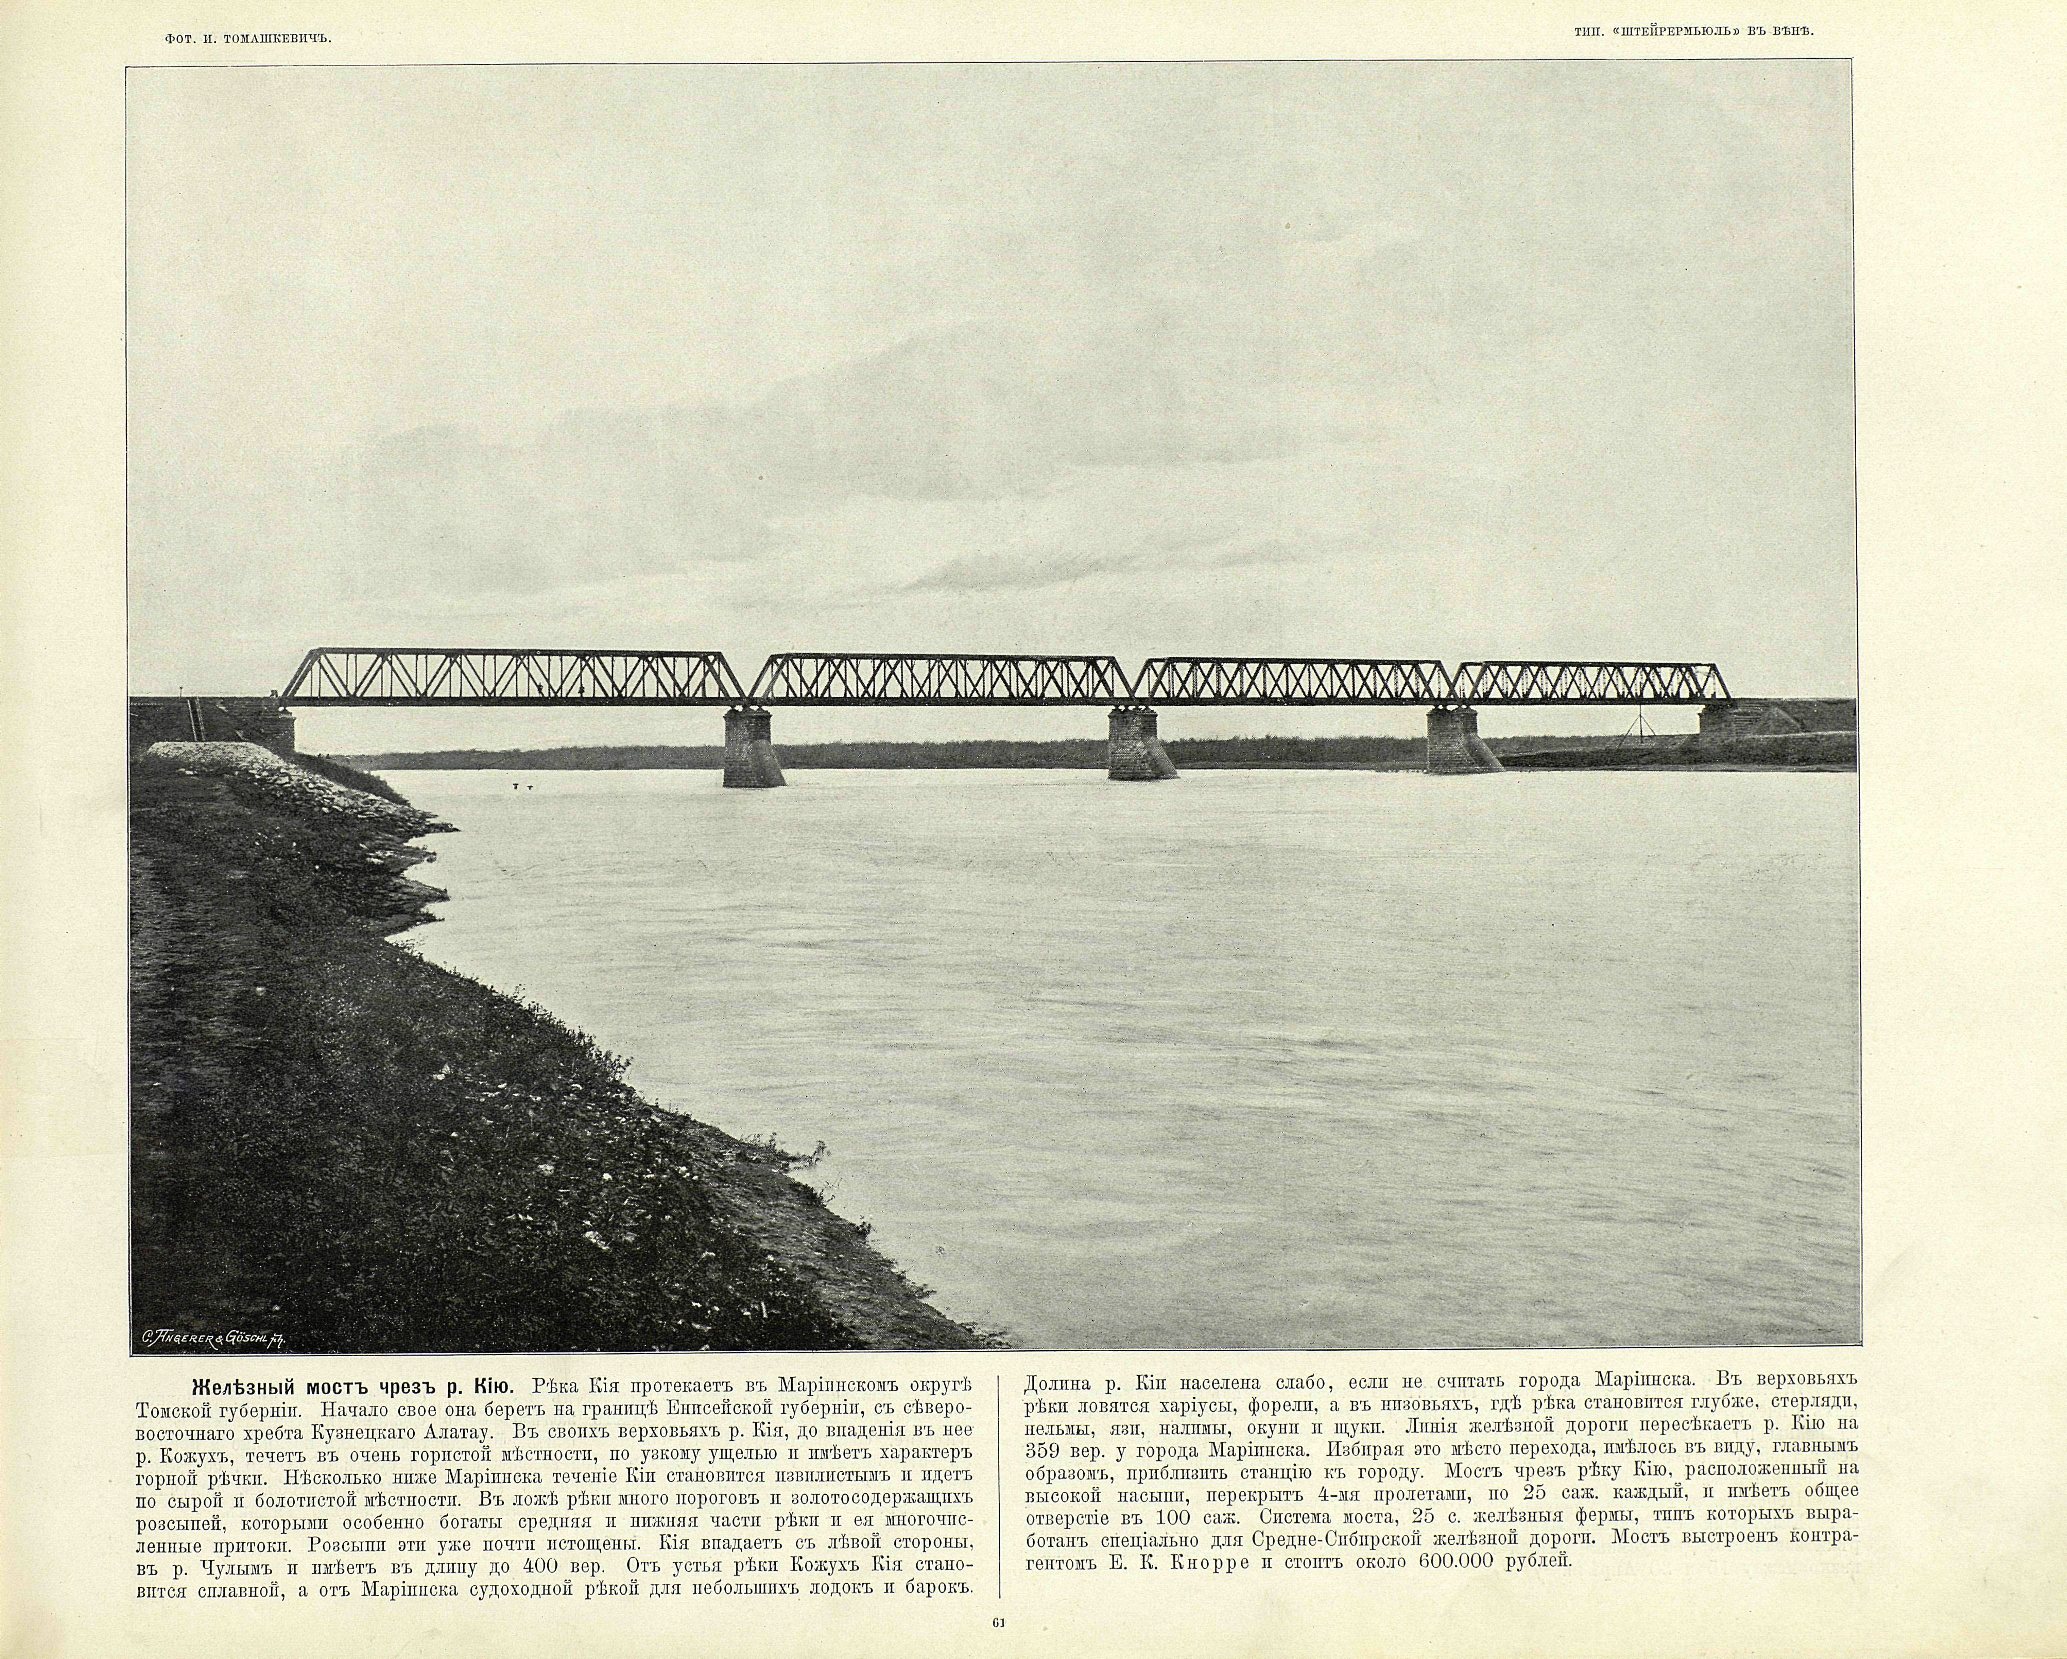 ФОТ. И. ТОМАШКЕВИЧЪ.
ТИП. «ШТЕЙРЕРМЬЮЛЬ» ВЪ ВѢНѢ.
C. ANGERER & GÖSCHL
Желѣзный мостъ чрезъ р. Кію. Рѣка Кія протекаетъ въ Маріинскомъ округѣ
Томской губерніи. Начало свое она беретъ на границѣ Енисейской губерніи, съ сѣверо-
восточнаго хребта Кузнецкаго Алатау. Въ своихъ верховьяхъ р. Кія, до впаденія въ нее
р. Кожухъ, течетъ въ очень гористой мѣстности, по узкому ущелью и имѣетъ характеръ
горной рѣчки. Нѣсколько ниже Маріинска теченіе Кіи становится извилистымъ и идетъ
по сырой и болотистой мѣстности. Въ ложѣ рѣки много пороговъ и золотосодержащихъ
розсыпей, которыми особенно богаты средняя и нижняя части рѣки и ея многочис-
ленные притоки. Розсыпи эти уже почти истощены. Кія впадаетъ съ лѣвой стороны,
въ р. Чулымъ и имѣетъ въ длину до 400 вер. Отъ устья рѣки Кожухъ Кія стано-
вится сплавной, а отъ Маріинска судоходной рѣкой для небольшихъ лодокъ и барокъ.
Долина р. Кіи населена слабо, если не считать города Маріинска. Въ верховьяхъ
рѣки ловятся харіусы, форели, а въ низовьяхъ, гдѣ рѣка становится глубже, стерляди,
нельмы, язи, налимы, окуни и щуки. Линія желѣзной дороги пересѣкаетъ р. Кію на
359 вер. у города Маріинска. Избирая это мѣсто перехода, имѣлось въ виду, главнымъ
образомъ, приблизить станцію къ городу. Мостъ чрезъ рѣку Кію, расположенный на
высокой насыпи, перекрытъ 4-мя пролетами, по 25 саж. каждый, и имѣетъ общее
отверстіе въ 100 саж. Система моста, 25 с. желѣзныя фермы, типъ которыхъ выра-
ботанъ спеціально для Средне-Сибирской желѣзной дороги. Мостъ выстроенъ контра-
гентомъ Е. К. Кнорре и стоитъ около 600.000 рублей.
61